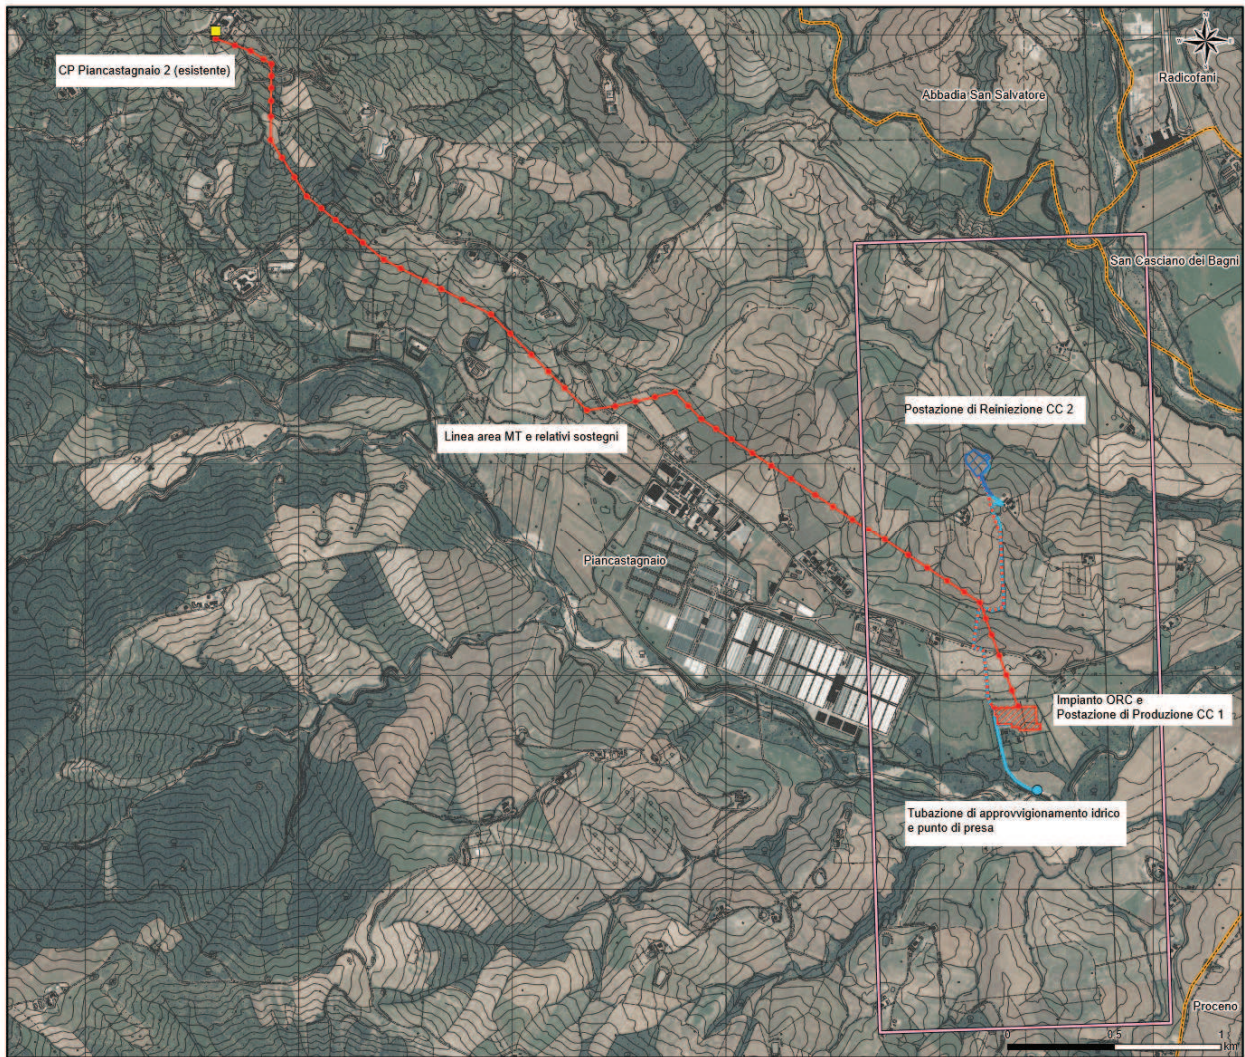 CP Piancastagnaio 2 (esistente)
Radicofani
Abbadia San Salvatore
San Casciano dei Bagni
Postazione di Reiniezione CC 2
Linea area MT e relativi sostegni
Piancastagnaio
Impianto ORC e
Postazione di Produzione CC 1
Tubazione di approvvigionamento idrico
e punto di presa
Proceno
0 0,5 1
km